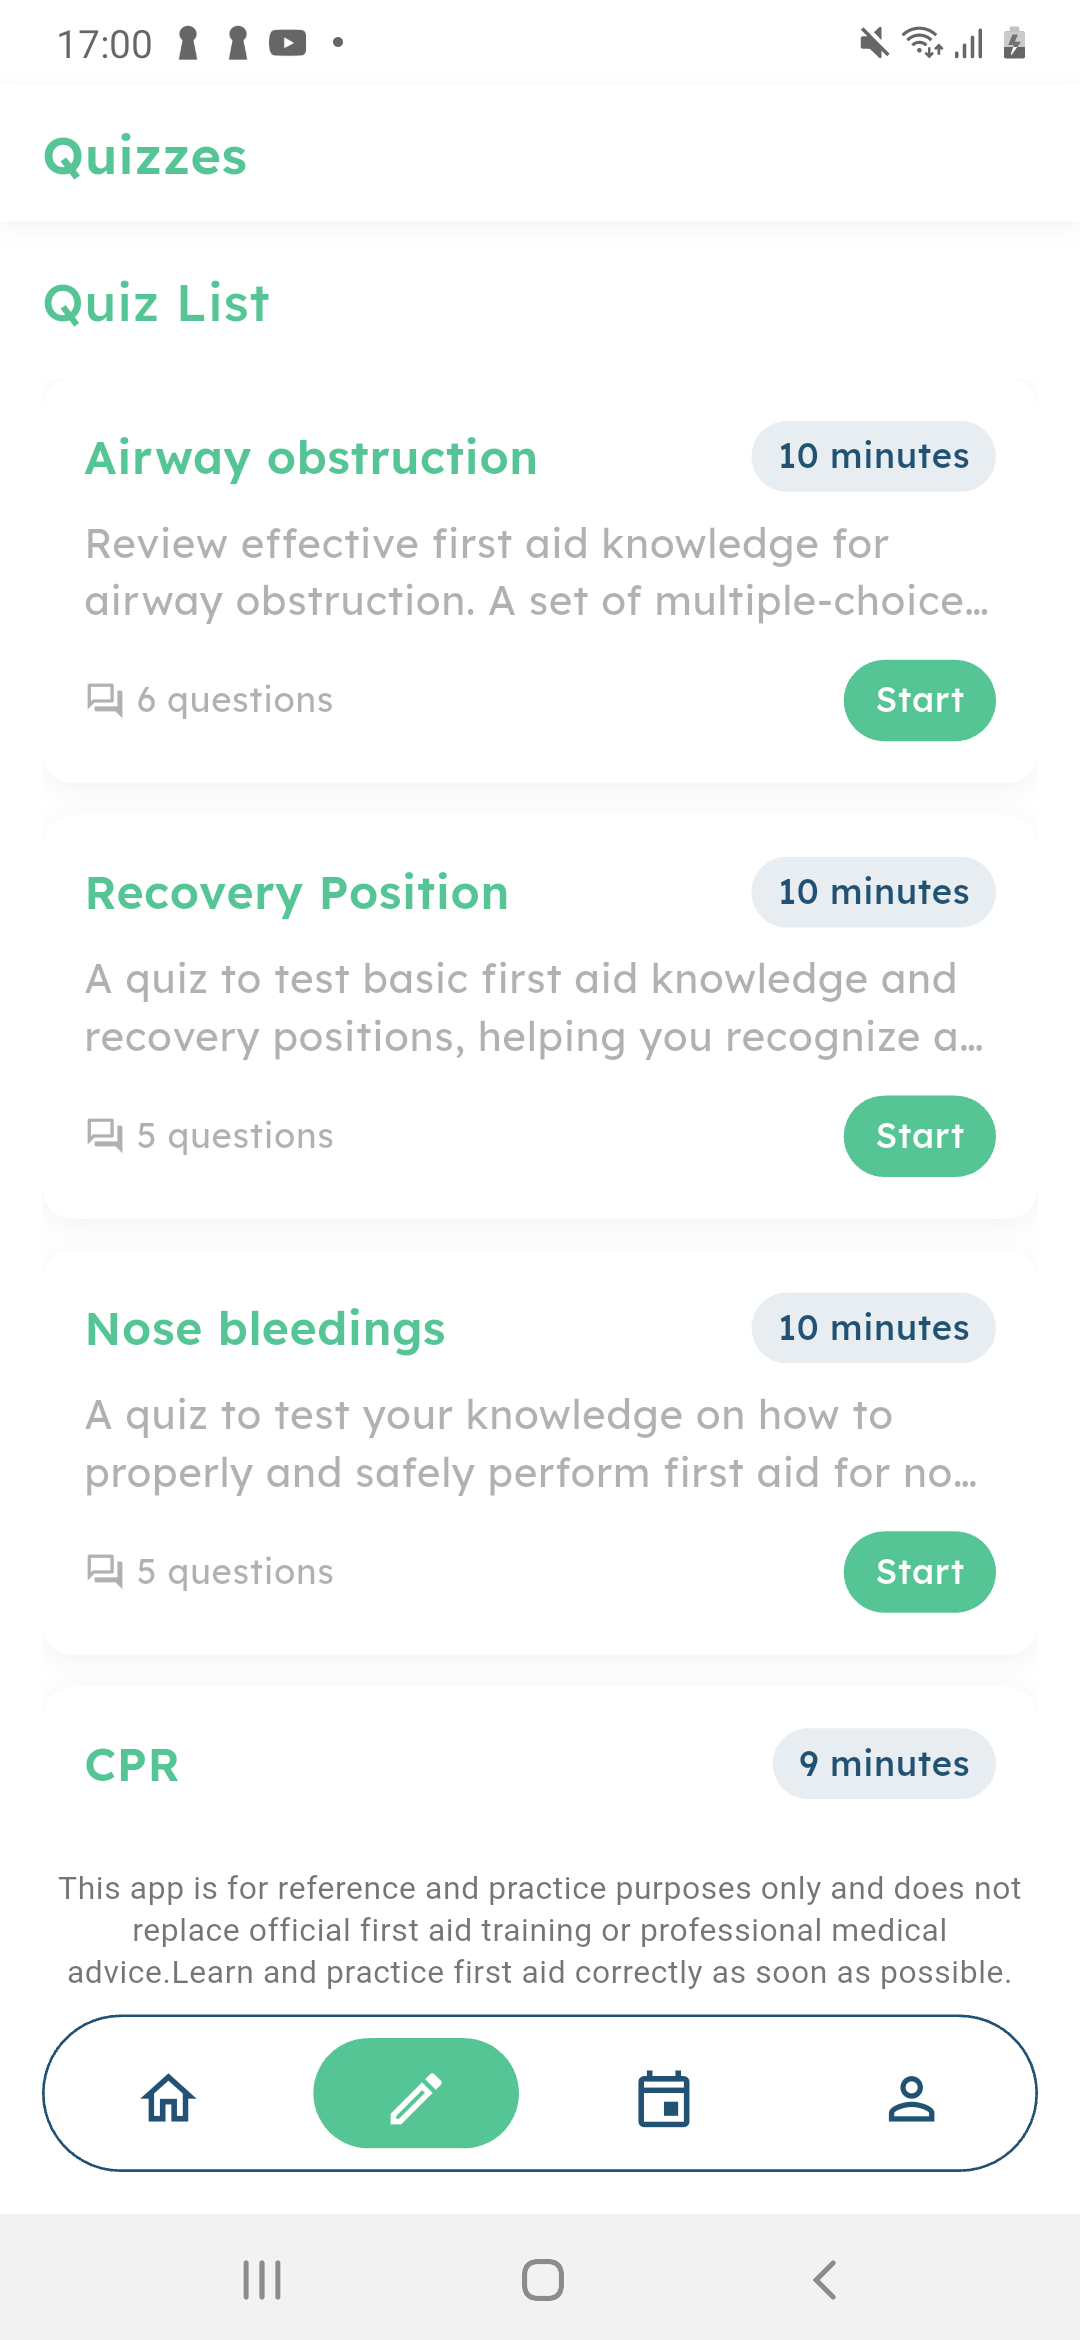 17:00
Quizzes
Quiz List
Airway obstruction
10 minutes
Review effective first aid knowledge for
airway obstruction. A set of multiple-choice...
6 questions
Start
Recovery Position
10 minutes
A quiz to test basic first aid knowledge and
recovery positions, helping you recognize a...
5 questions
Start
Nose bleedings
10 minutes
A quiz to test your knowledge on how to
properly and safely perform first aid for no...
5 questions
Start
CPR
9 minutes
This app is for reference and practice purposes only and does not
replace official first aid training or professional medical
advice.Learn and practice first aid correctly as soon as possible.